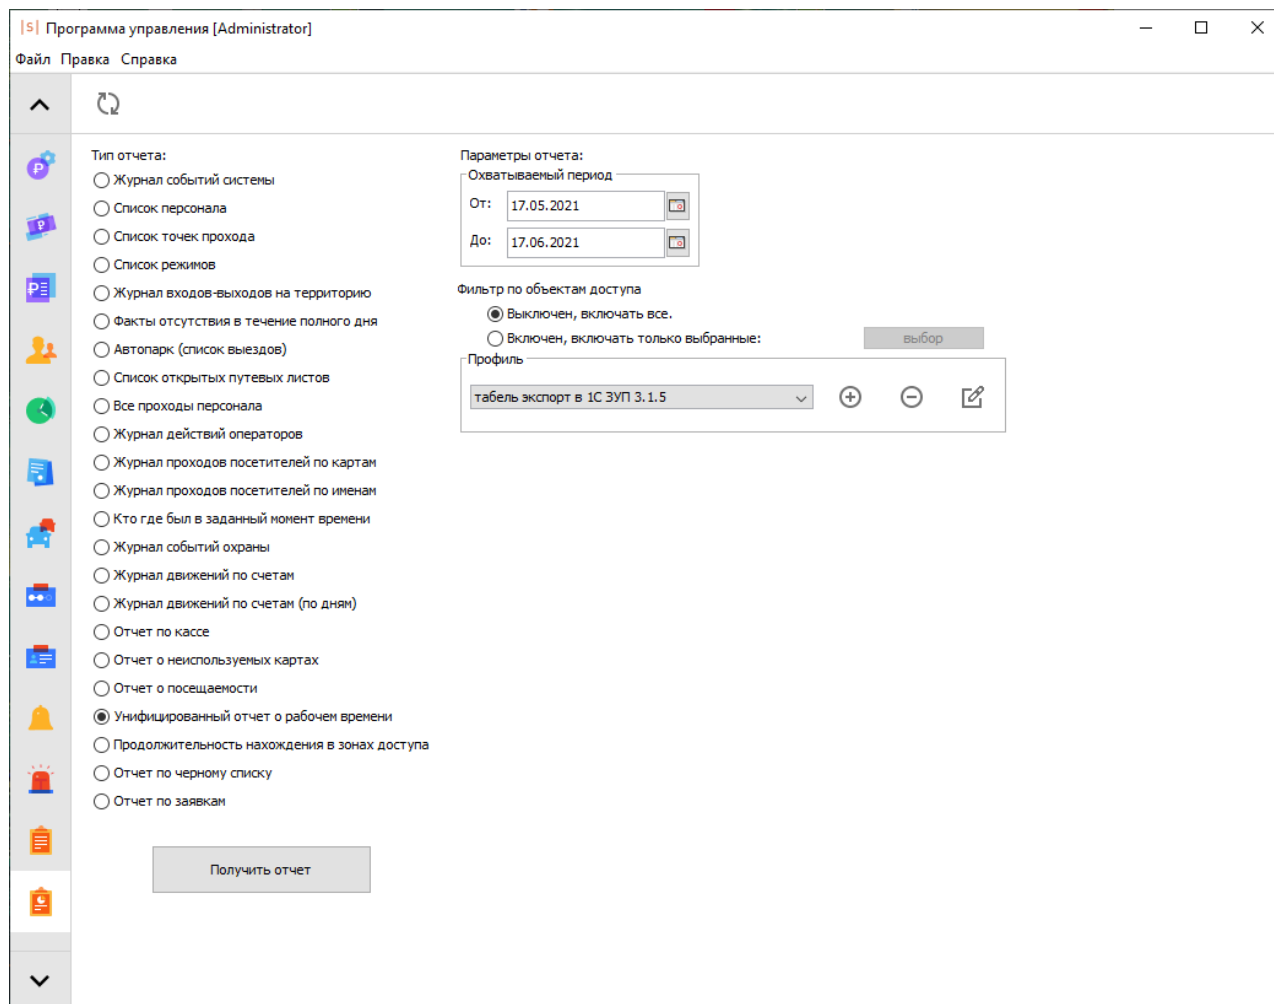 |S| Программа управления [Administrator]
Файл Правка Справка
Тип отчета:
Журнал событий системы
Список персонала
Список точек прохода
Список режимов
Журнал входов-выходов на территорию
Факты отсутствия в течение полного дня
Автопарк (список выездов)
Список открытых путевых листов
Все проходы персонала
Журнал действий операторов
Журнал проходов посетителей по картам
Журнал проходов посетителей по именам
Кто где был в заданный момент времени
Журнал событий охраны
Журнал движений по счетам
Журнал движений по счетам (по дням)
Отчет по кассе
Отчет о неиспользуемых картах
Отчет о посещаемости
Унифицированный отчет о рабочем времени
Продолжительность нахождения в зонах доступа
Отчет по черному списку
Отчет по заявкам
Получить отчет
Параметры отчета:
Охватываемый период
От: 17.05.2021
До: 17.06.2021
Фильтр по объектам доступа
Выключен, включать все.
Включен, включать только выбранные: выбор
Профиль
табель экспорт в 1С ЗУП 3.1.5